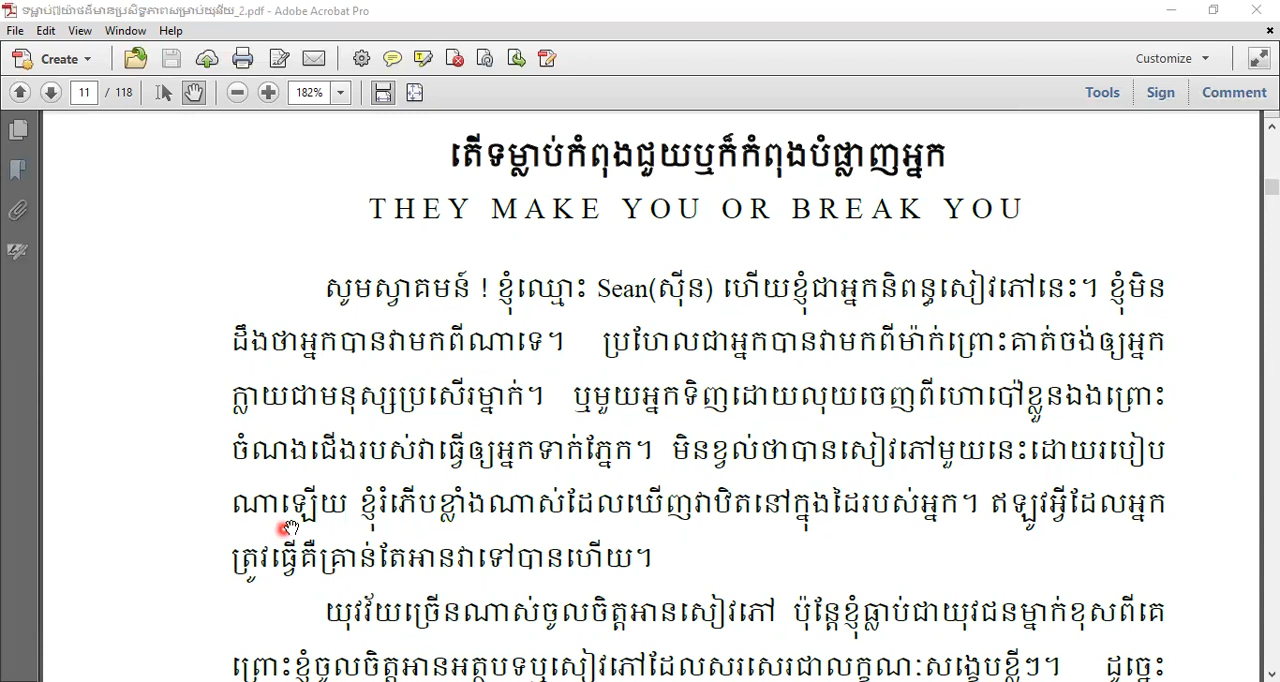 ទម្លាប់៧យ៉ាងដ៏មានប្រសិទ្ធភាពសម្រាប់យុវវ័យ_2.pdf - Adobe Acrobat Pro
File Edit View Window Help
Create Customize
11 / 118 182% Tools Sign Comment
តើទម្លាប់កំពុងជួយឬក៏កំពុងបំផ្លាញអ្នក
THEY MAKE YOU OR BREAK YOU
សូមស្វាគមន៍ ! ខ្ញុំឈ្មោះ Sean(ស៊ីន) ហើយខ្ញុំជាអ្នកនិពន្ធសៀវភៅនេះ។ ខ្ញុំមិន
ដឹងថាអ្នកបានវាមកពីណាទេ។ ប្រហែលជាអ្នកបានវាមកពីម៉ាក់ព្រោះគាត់ចង់ឲ្យអ្នក
ក្លាយជាមនុស្សប្រសើរម្នាក់។ ឬមួយអ្នកទិញដោយលុយចេញពីហោប៉ៅខ្លួនឯងព្រោះ
ចំណងជើងរបស់វាធ្វើឲ្យអ្នកទាក់ភ្នែក។ មិនខ្វល់ថាបានសៀវភៅមួយនេះដោយរបៀប
ណាឡើយ ខ្ញុំរំភើបខ្លាំងណាស់ដែលឃើញវាឋិតនៅក្នុងដៃរបស់អ្នក។ ឥឡូវអ្វីដែលអ្នក
ត្រូវធ្វើគឺគ្រាន់តែអានវាទៅបានហើយ។
យុវវ័យច្រើនណាស់ចូលចិត្តអានសៀវភៅ ប៉ុន្តែខ្ញុំធ្លាប់ជាយុវជនម្នាក់ខុសពីគេ
ព្រោះខ្ញុំចូលចិត្តអានអត្ថបទឬសៀវភៅដែលសរសេរជាលក្ខណៈសង្ខេបខ្លីៗ។ ដូច្នេះ